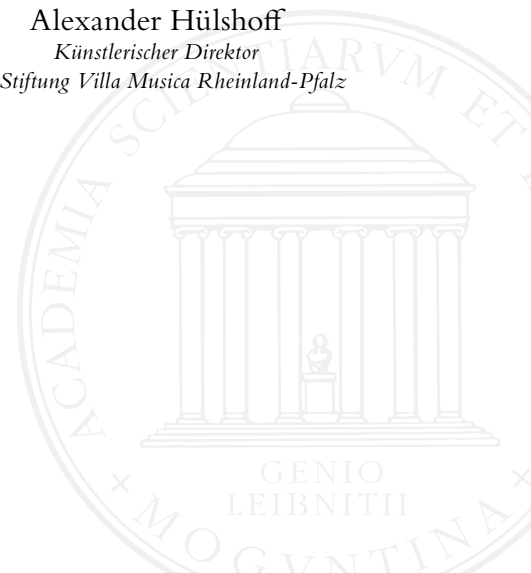 Alexander Hülshoff
Künstlerischer Direktor
Stiftung Villa Musica Rheinland-Pfalz
ACADEMIA SCIENTIARVM ET
GENIO
LEIBNITII
MOGVNTINA